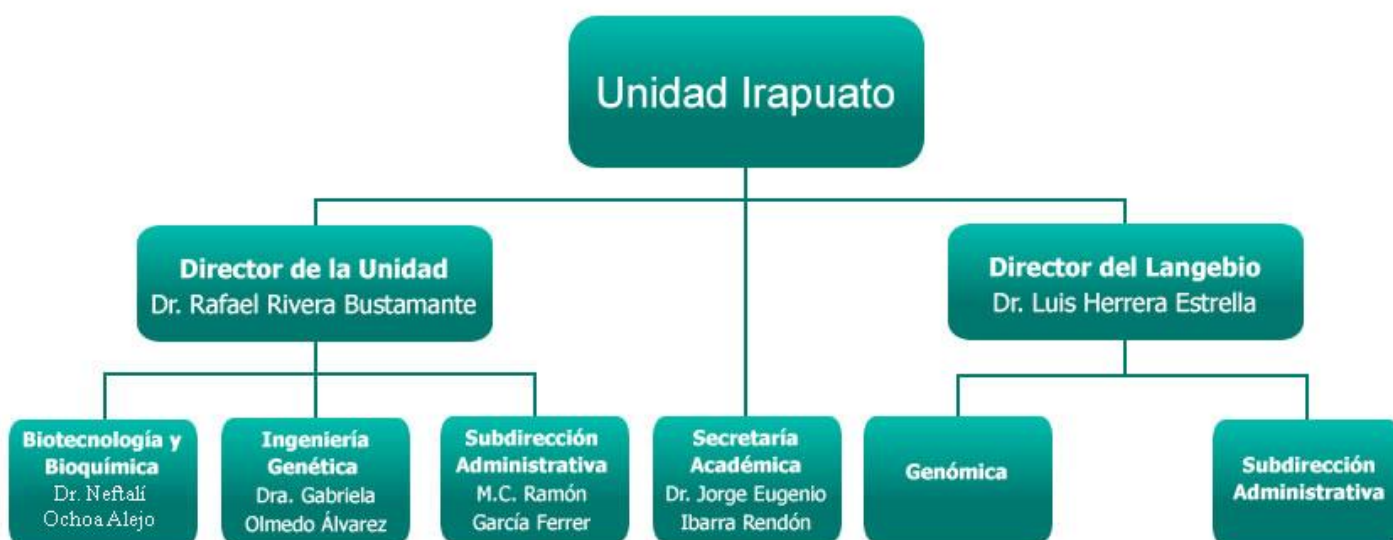 Unidad Irapuato
Director de la Unidad
Dr. Rafael Rivera Bustamante
Director del Langebio
Dr. Luis Herrera Estrella
Biotecnología y
Bioquímica
Dr. Neftalí
Ochoa Alejo
Ingeniería
Genética
Dra. Gabriela
Olmedo Álvarez
Subdirección
Administrativa
M.C. Ramón
García Ferrer
Secretaría
Académica
Dr. Jorge Eugenio
Ibarra Rendón
Genómica
Subdirección
Administrativa